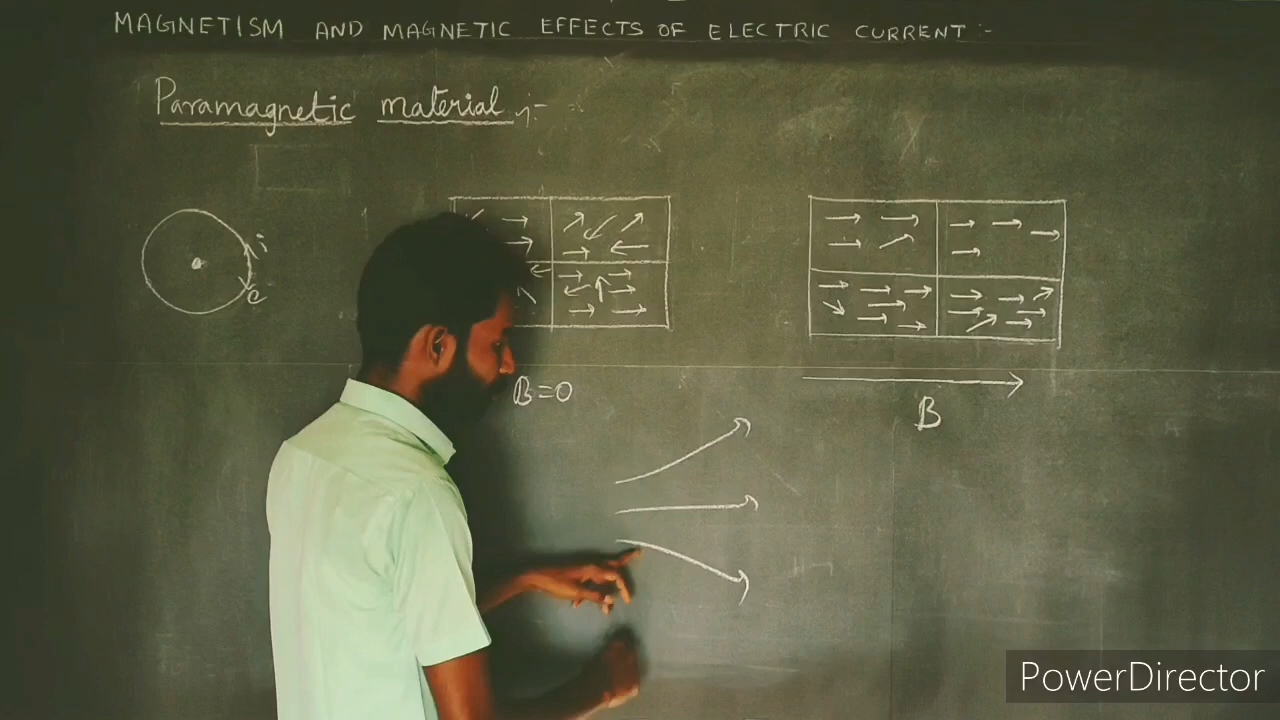 MAGNETISM AND MAGNETIC EFFECTS OF ELECTRIC CURRENT :-
Paramagnetic material :-
i
e
B=0
B
PowerDirector